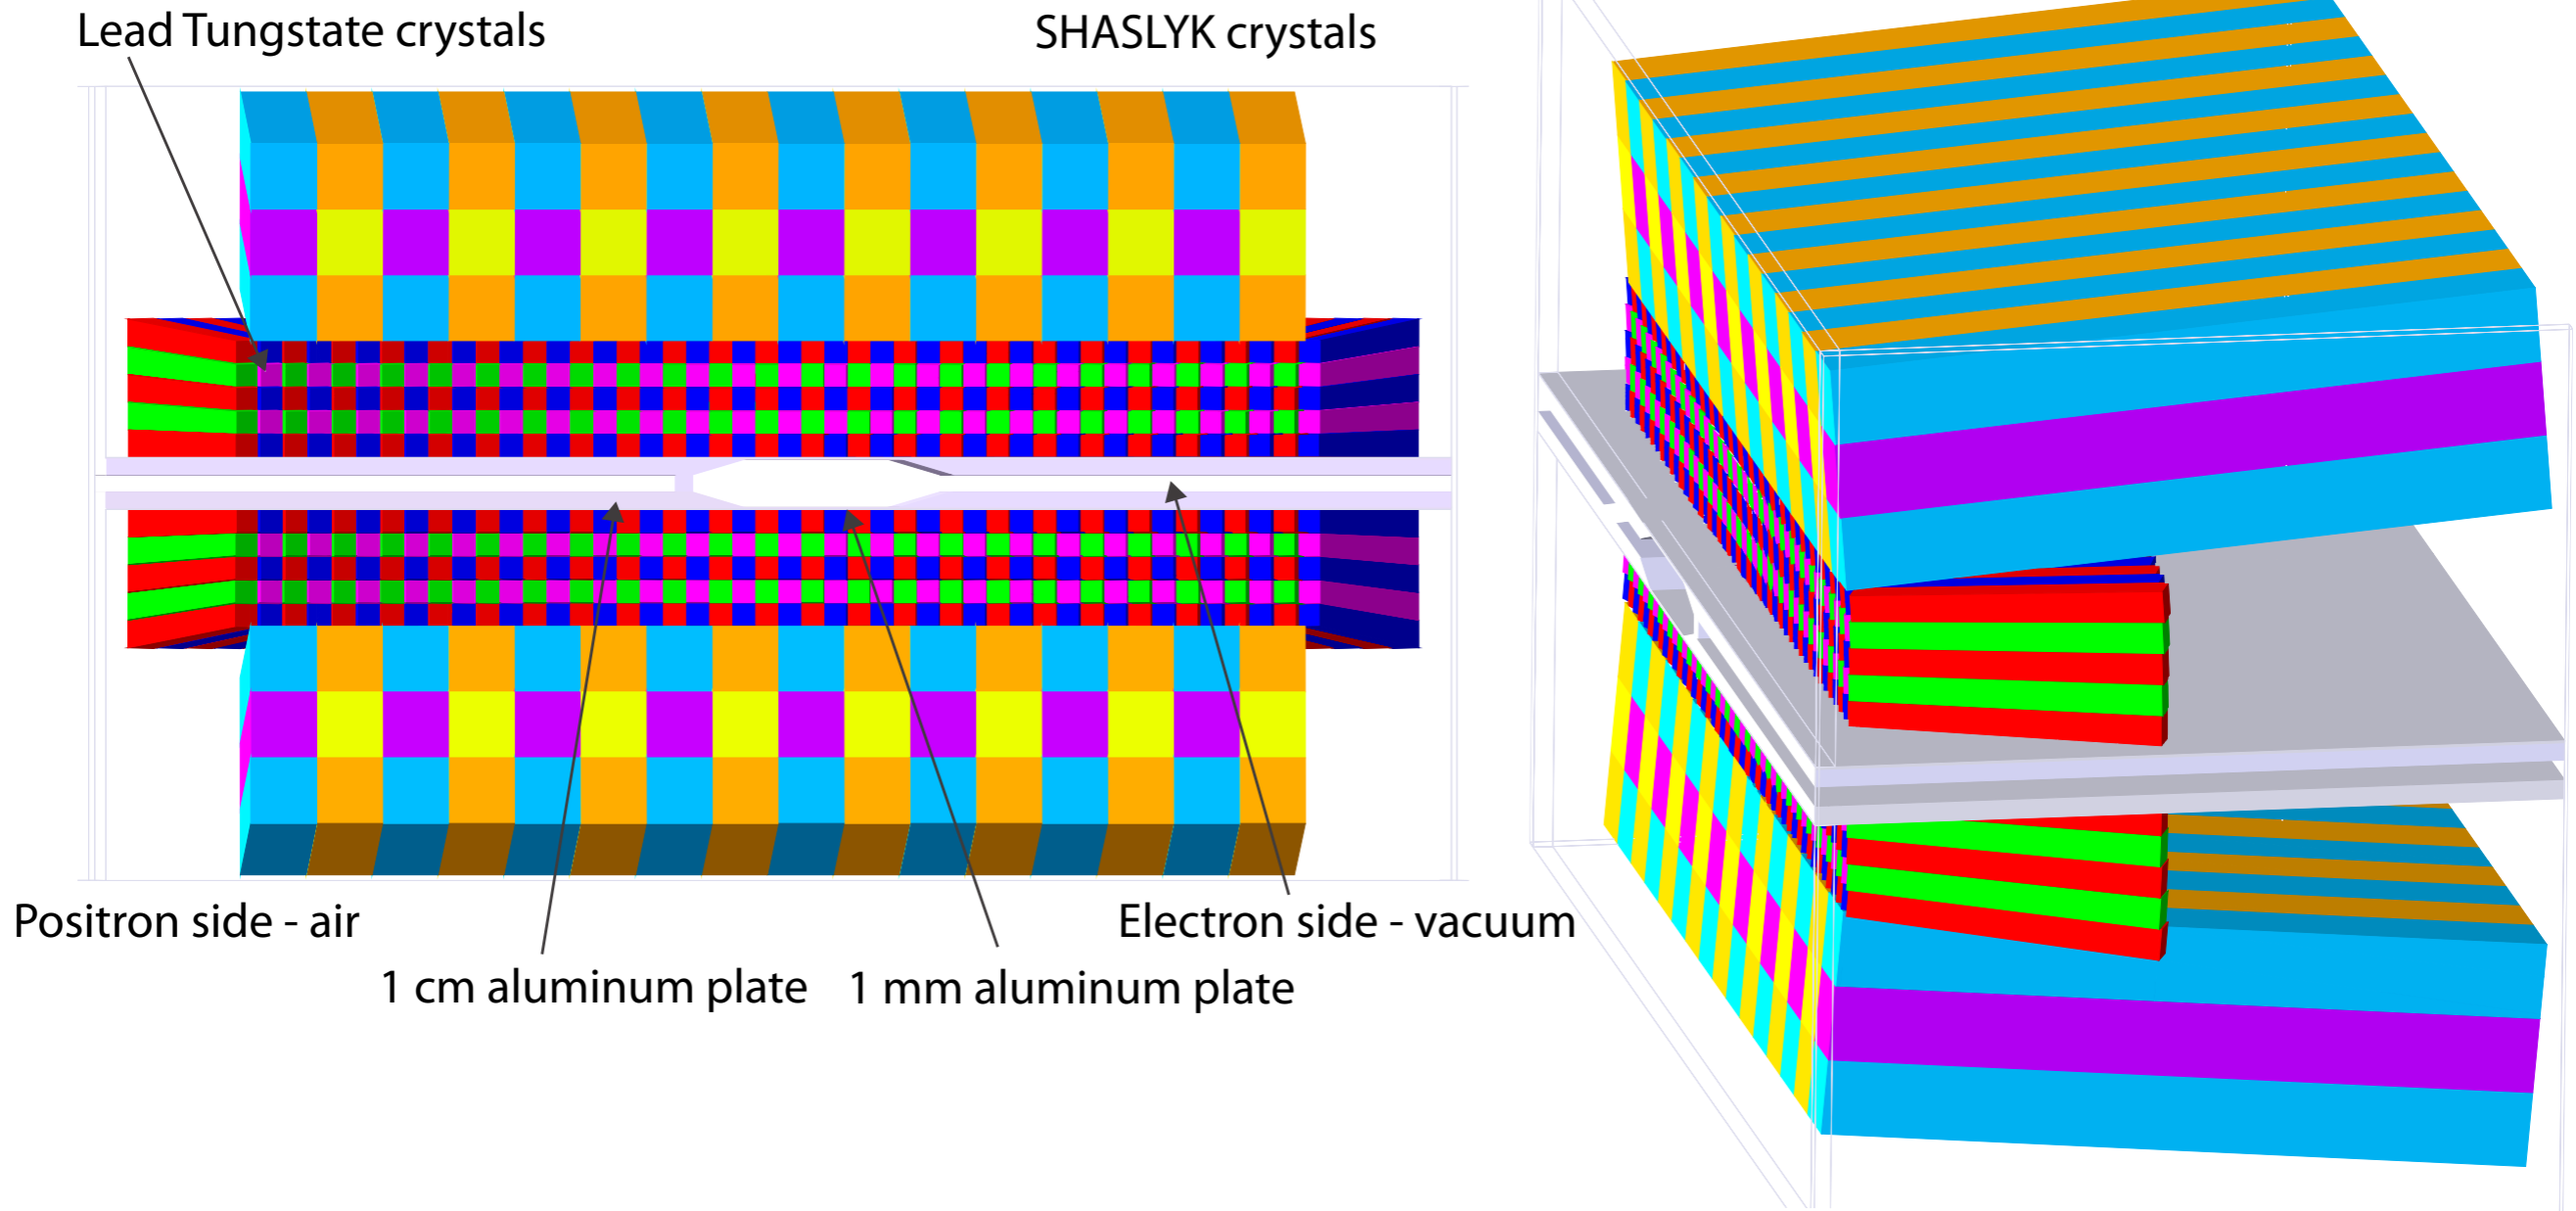 Lead Tungstate crystals
SHASLYK crystals
Positron side - air
Electron side - vacuum
1 cm aluminum plate
1 mm aluminum plate